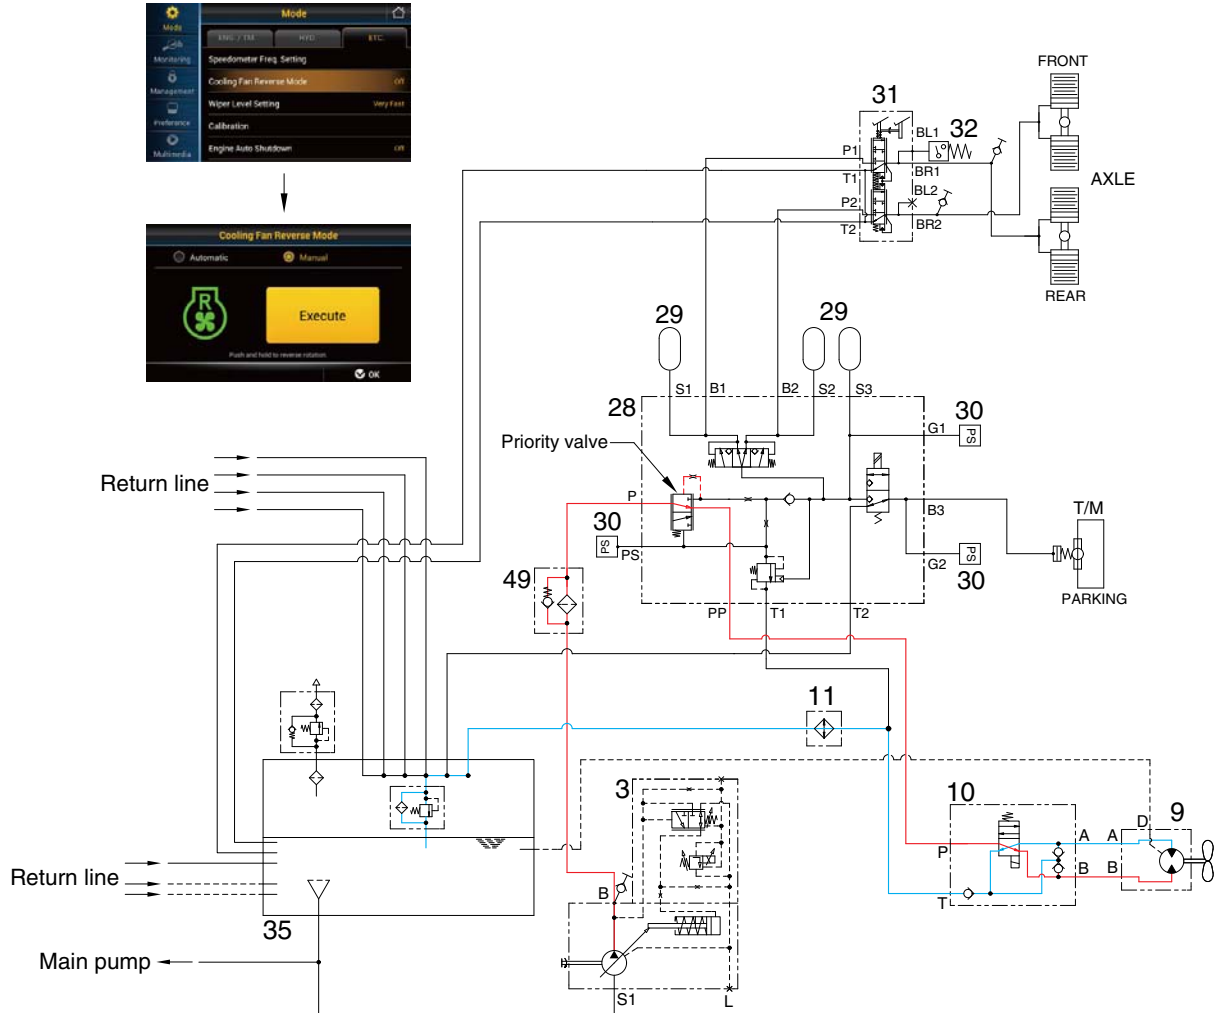 Mode
Mode
ENG. / TM.
HYD.
ETC.
Monitoring
Speedometer Freq. Setting
Cooling Fan Reverse Mode
Off
Management
Wiper Level Setting
Very Fast
Preference
Calibration
Multimedia
Engine Auto Shutdown
Off
Cooling Fan Reverse Mode
Automatic
Manual
R
Execute
Push and hold to reverse rotation.
OK
FRONT
31
BL1
32
P1
T1
BR1
AXLE
P2
BL2
T2
BR2
REAR
29
29
S1
B1
B2
S2
S3
28
30
G1
PS
Priority valve
Return line
P
30
PS
PS
B3
T/M
G2
PS
30
PARKING
49
PP
T1
T2
11
3
10
9
D
A
A
P
B
B
T
Return line
B
35
Main pump
S1
L